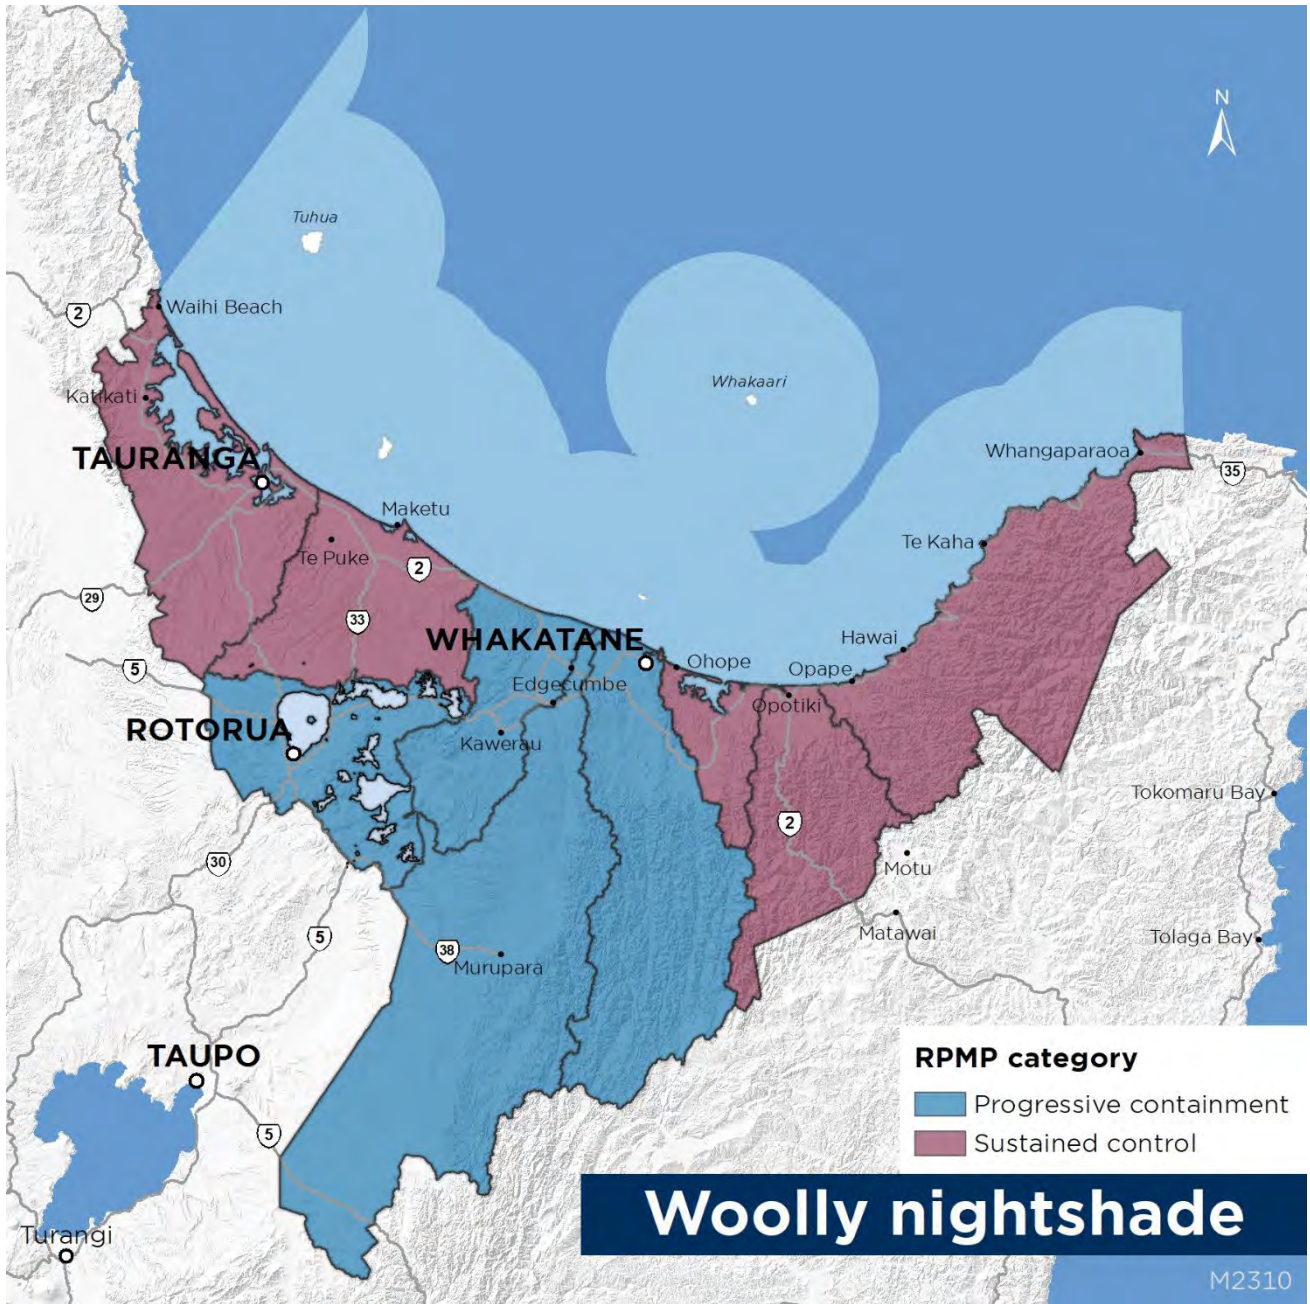 N
Tuhua
Waihi Beach
2
Whakaari
Katikati
TAURANGA
Whangaparaoa
35
Maketu
Te Puke
2
Te Kaha
29
33
WHAKATANE
Hawai
5
Ohope
Opape
Edgecumbe
Opotiki
ROTORUA
Kawerau
Tokomaru Bay
2
30
Motu
5
Matawai
38
Tolaga Bay
Murupara
TAUPO
RPMP category
Progressive containment
5
Sustained control
Woolly nightshade
Turangi
M2310